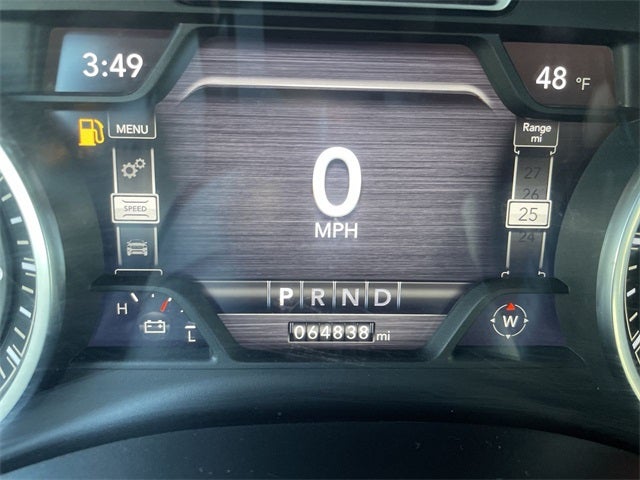 3:49
48 °F
MENU
Range
mi
27
26
SPEED
25
24
0
MPH
P R N D
H
L
064838 mi
W